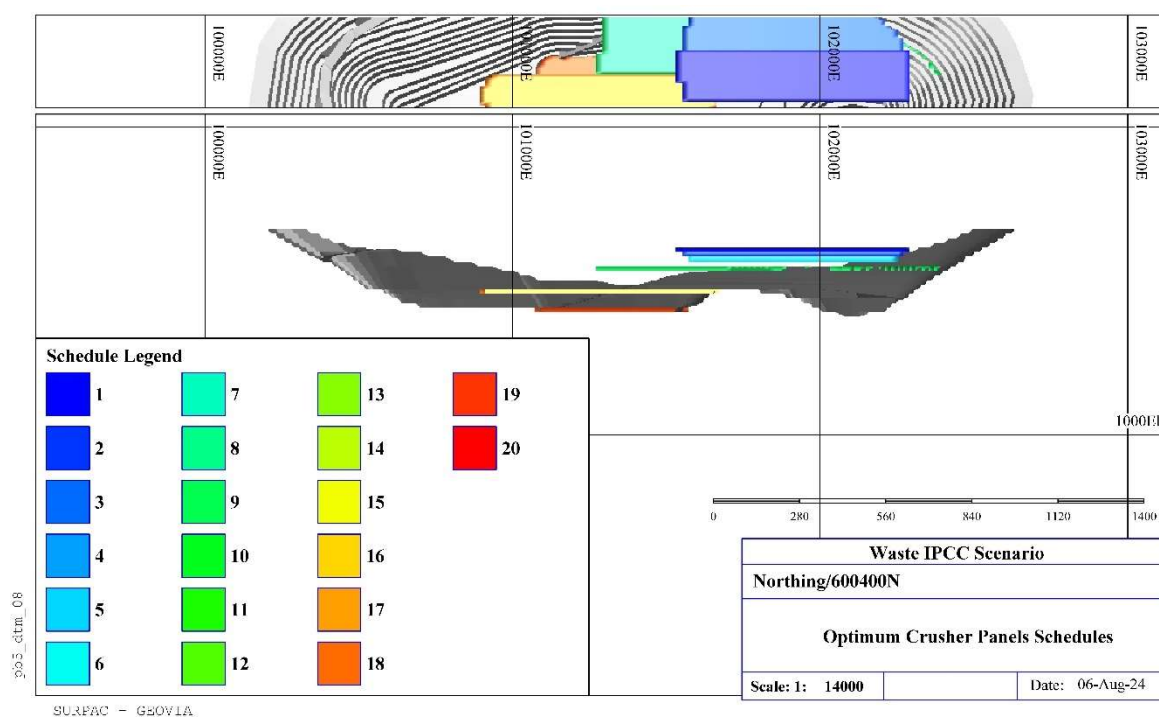 100000E
101000E
102000E
103000E
100000E
101000E
102000E
103000E
Schedule Legend
1
7
13
19
2
8
14
20
3
9
15
4
10
16
5
11
17
6
12
18
0 280 560 840 1120 1400
Waste IPCC Scenario
Northing/600400N
Optimum Crusher Panels Schedules
Scale: 1: 14000
Date: 06-Aug-24
SURPAC - GEOVIA